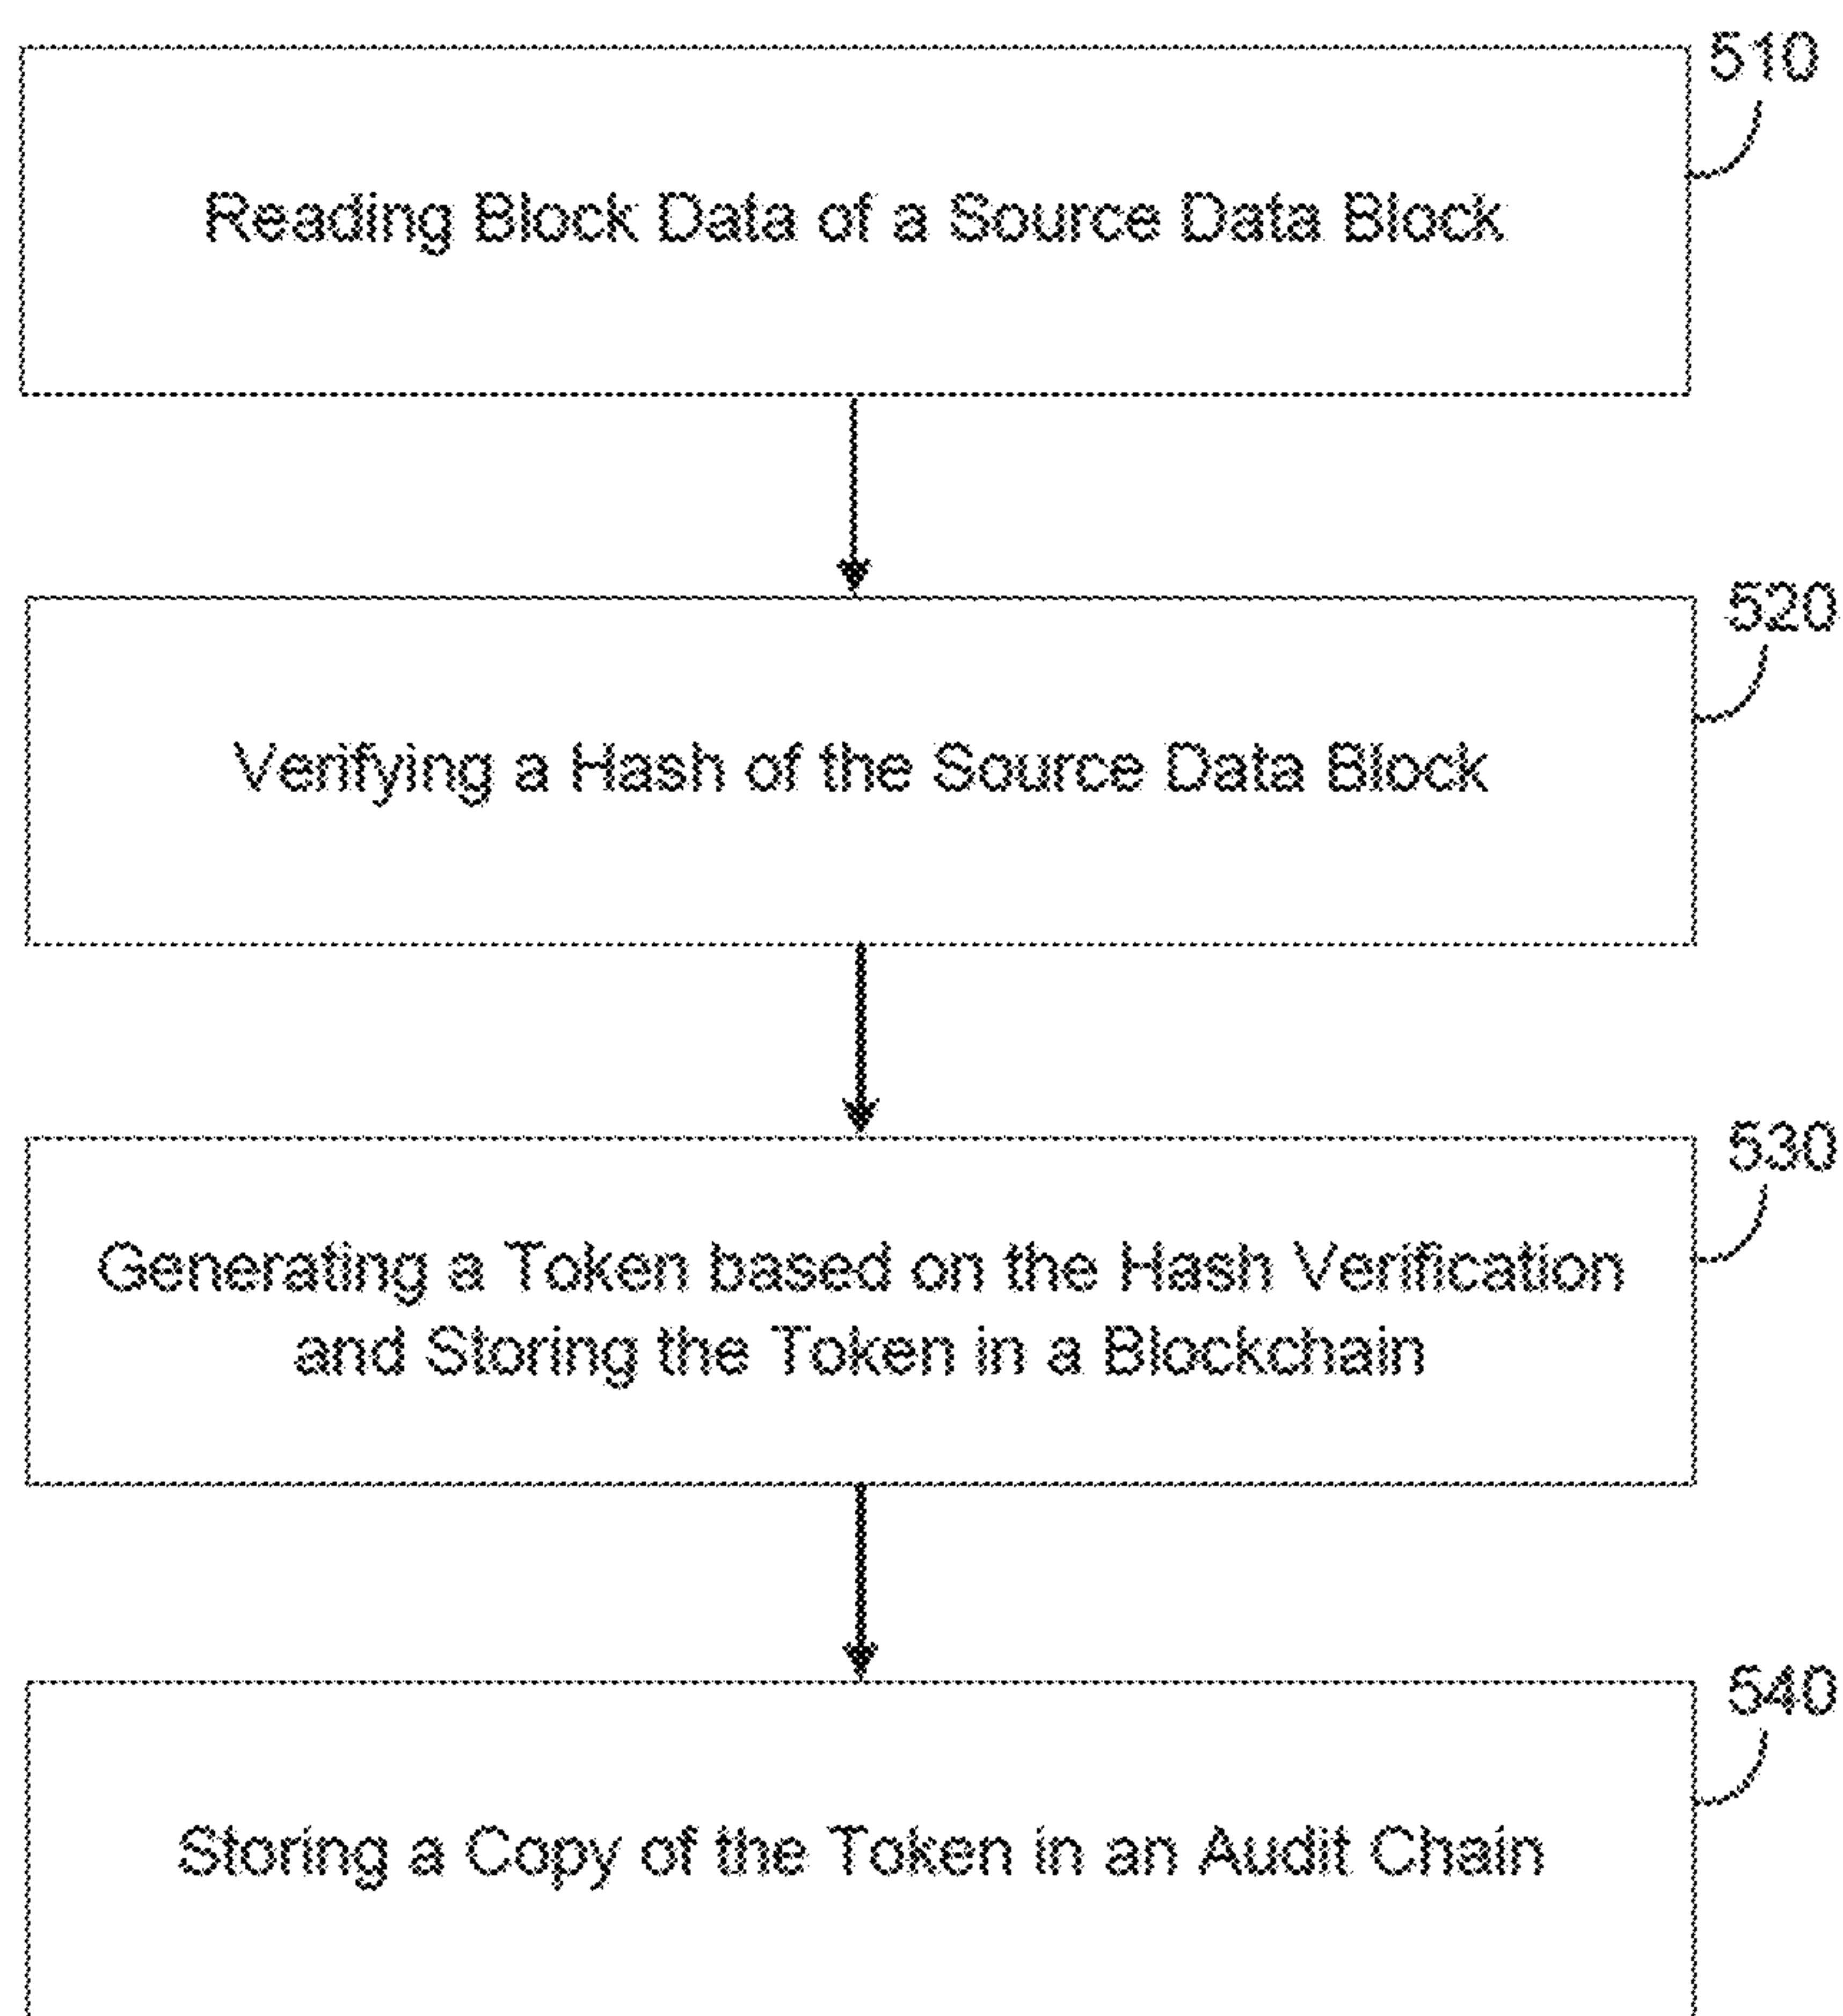 510
Reading Block Data of a Source Data Block
520
Verifying a Hash of the Source Data Block
530
Generating a Token based on the Hash Verification
and Storing the Token in a Blockchain
540
Storing a Copy of the Token in an Audit Chain